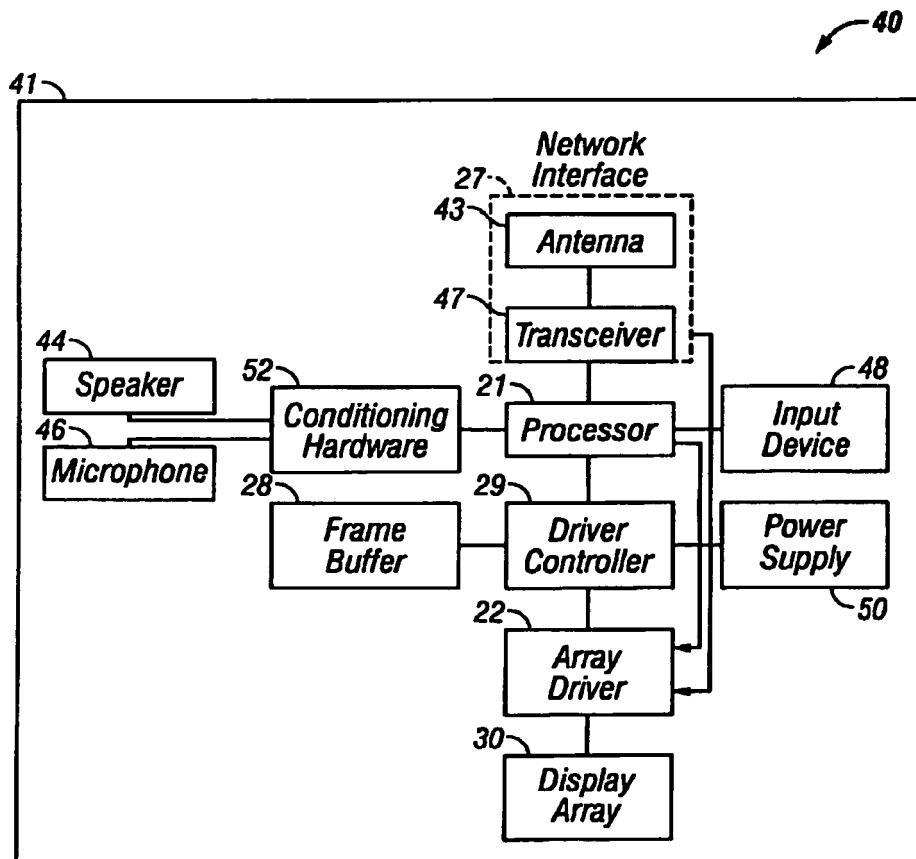 40
41
Network
Interface
27
43
Antenna
47
Transceiver
44
Speaker
52
Conditioning
Hardware
21
Processor
48
Input
Device
46
Microphone
28
Frame
Buffer
29
Driver
Controller
Power
Supply
50
22
Array
Driver
30
Display
Array